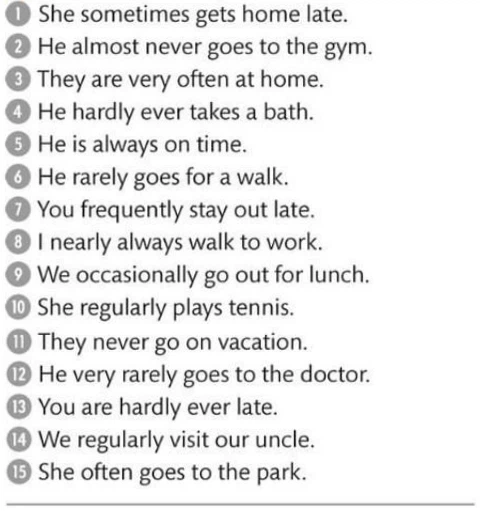 1 She sometimes gets home late.
2 He almost never goes to the gym.
3 They are very often at home.
4 He hardly ever takes a bath.
5 He is always on time.
6 He rarely goes for a walk.
7 You frequently stay out late.
8 I nearly always walk to work.
9 We occasionally go out for lunch.
10 She regularly plays tennis.
11 They never go on vacation.
12 He very rarely goes to the doctor.
13 You are hardly ever late.
14 We regularly visit our uncle.
15 She often goes to the park.